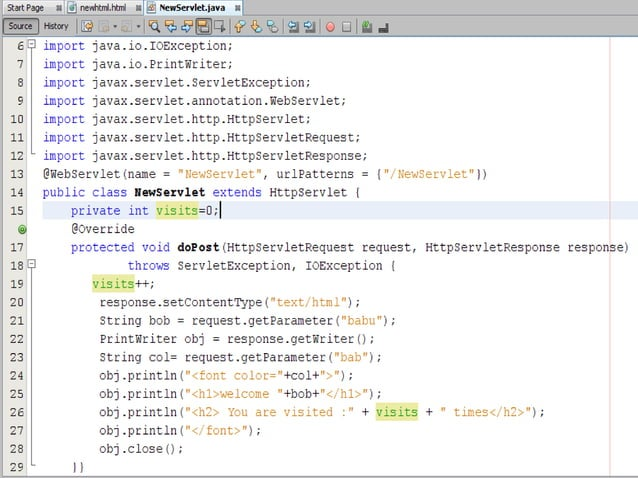 Start Page newhtml.html NewServlet.java
Source History
6 import java.io.IOException;
7 import java.io.PrintWriter;
8 import javax.servlet.ServletException;
9 import javax.servlet.annotation.WebServlet;
10 import javax.servlet.http.HttpServlet;
11 import javax.servlet.http.HttpServletRequest;
12 import javax.servlet.http.HttpServletResponse;
13 @WebServlet(name = "NewServlet", urlPatterns = {"/NewServlet"})
14 public class NewServlet extends HttpServlet {
15 private int visits=0;
@Override
17 protected void doPost(HttpServletRequest request, HttpServletResponse response)
18 throws ServletException, IOException {
19 visits++;
20 response.setContentType("text/html");
21 String bob = request.getParameter("babu");
22 PrintWriter obj = response.getWriter();
23 String col= request.getParameter("bab");
24 obj.println("<font color="+col+">");
25 obj.println("<h1>welcome "+bob+"</h1>");
26 obj.println("<h2> You are visited :" + visits + " times</h2>");
27 obj.println("</font>");
28 obj.close();
29 }}